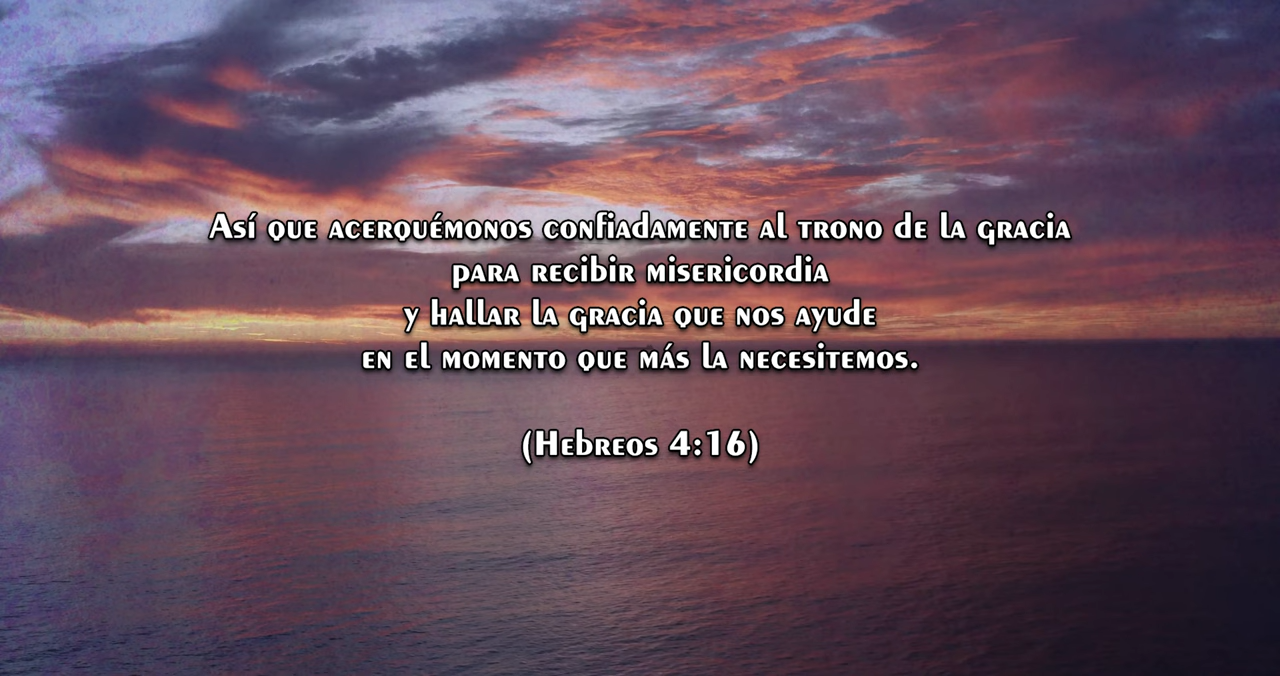 Así que acerquémonos confiadamente al trono de la gracia
para recibir misericordia
y hallar la gracia que nos ayude
en el momento que más la necesitemos.
(Hebreos 4:16)